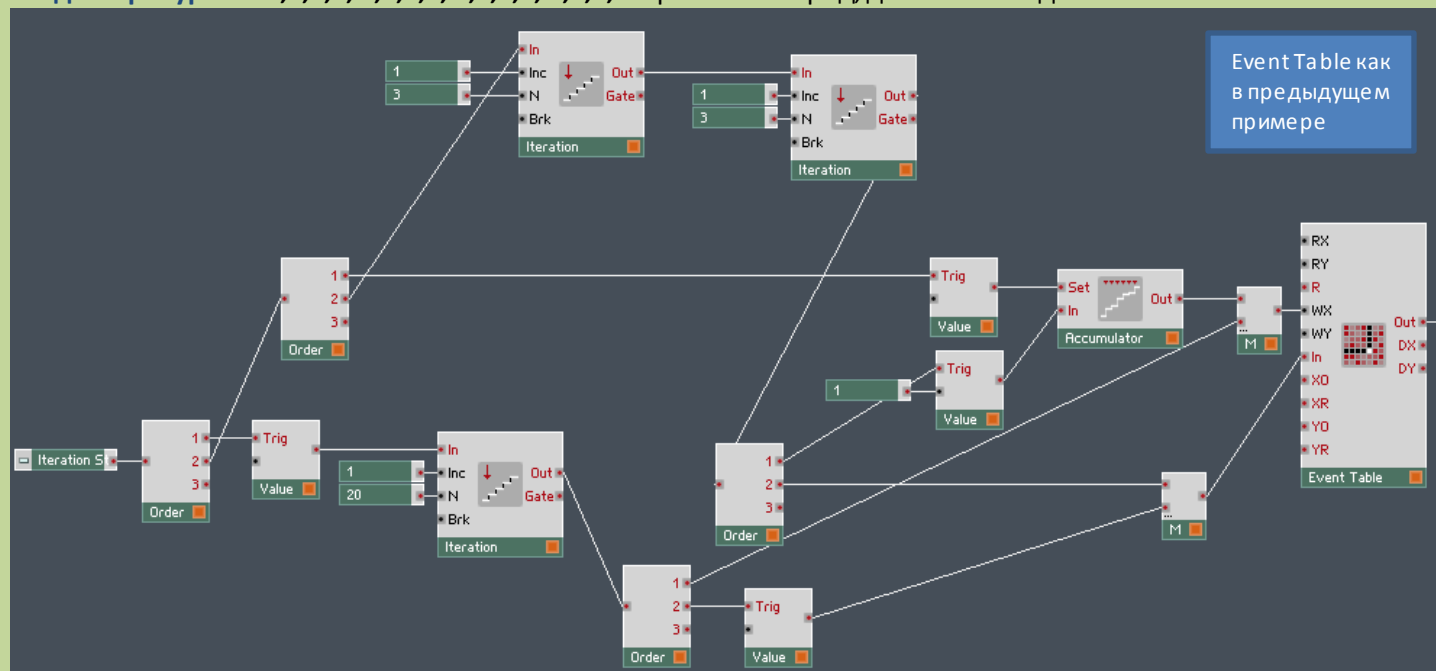 In
1
Inc
Out
3
N
Gate
Brk
Iteration
In
1
Inc
Out
3
N
Gate
Brk
Iteration
Event Table как
в предыдущем
примере
1
2
3
Order
Trig
Value
Set
In
Out
Accumulator
...
M
RX
RY
R
WX
WY
In
XO
XR
YO
YR
Out
DX
DY
Event Table
1
Trig
Value
Iteration S
1
2
3
Order
Trig
Value
In
1
Inc
Out
20
N
Gate
Brk
Iteration
1
2
3
Order
...
M
1
2
3
Order
Trig
Value